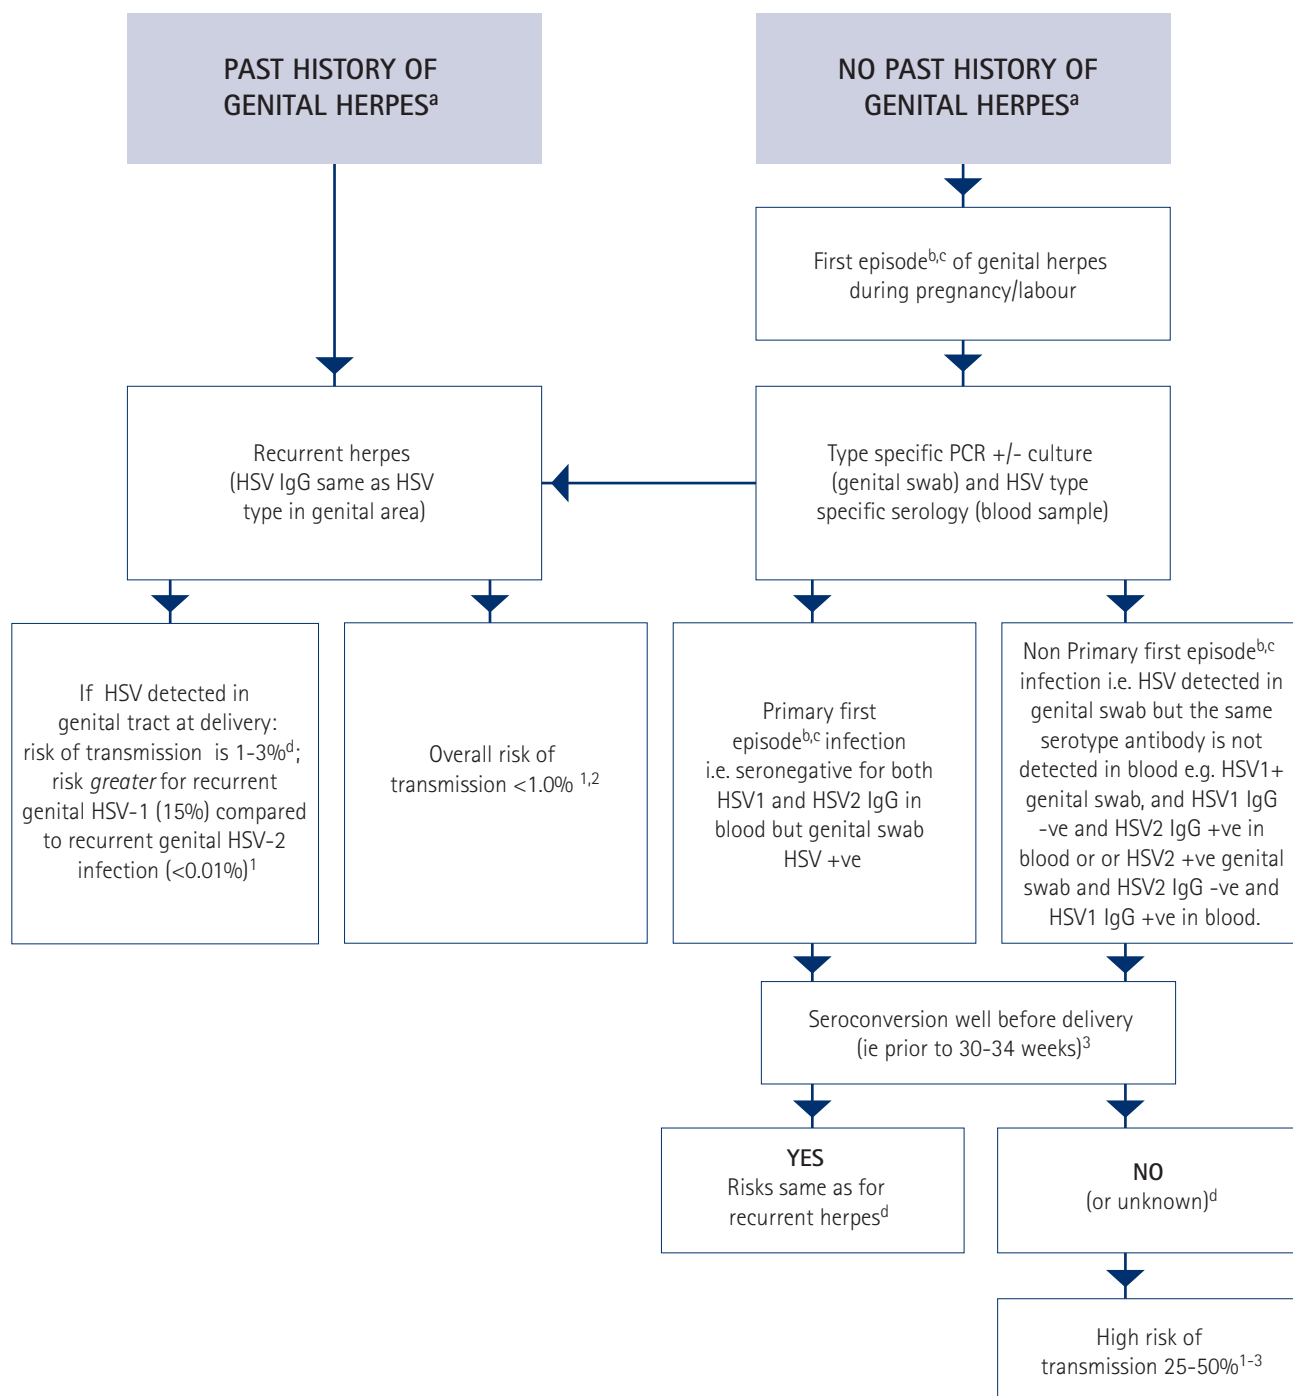 PAST HISTORY OF
GENITAL HERPESᵃ
NO PAST HISTORY OF
GENITAL HERPESᵃ
First episodeᵇ,ᶜ of genital herpes
during pregnancy/labour
Recurrent herpes
(HSV IgG same as HSV
type in genital area)
Type specific PCR +/- culture
(genital swab) and HSV type
specific serology (blood sample)
If HSV detected in
genital tract at delivery:
risk of transmission is 1-3%ᵈ;
risk greater for recurrent
genital HSV-1 (15%) compared
to recurrent genital HSV-2
infection (<0.01%)¹
Overall risk of
transmission <1.0% ¹,²
Primary first
episodeᵇ,ᶜ infection
i.e. seronegative for both
HSV1 and HSV2 IgG in
blood but genital swab
HSV +ve
Non Primary first episodeᵇ,ᶜ
infection i.e. HSV detected in
genital swab but the same
serotype antibody is not
detected in blood e.g. HSV1+
genital swab, and HSV1 IgG
-ve and HSV2 IgG +ve in
blood or or HSV2 +ve genital
swab and HSV2 IgG -ve and
HSV1 IgG +ve in blood.
Seroconversion well before delivery
(ie prior to 30-34 weeks)³
YES
Risks same as for
recurrent herpesᵈ
NO
(or unknown)ᵈ
High risk of
transmission 25-50%¹⁻³